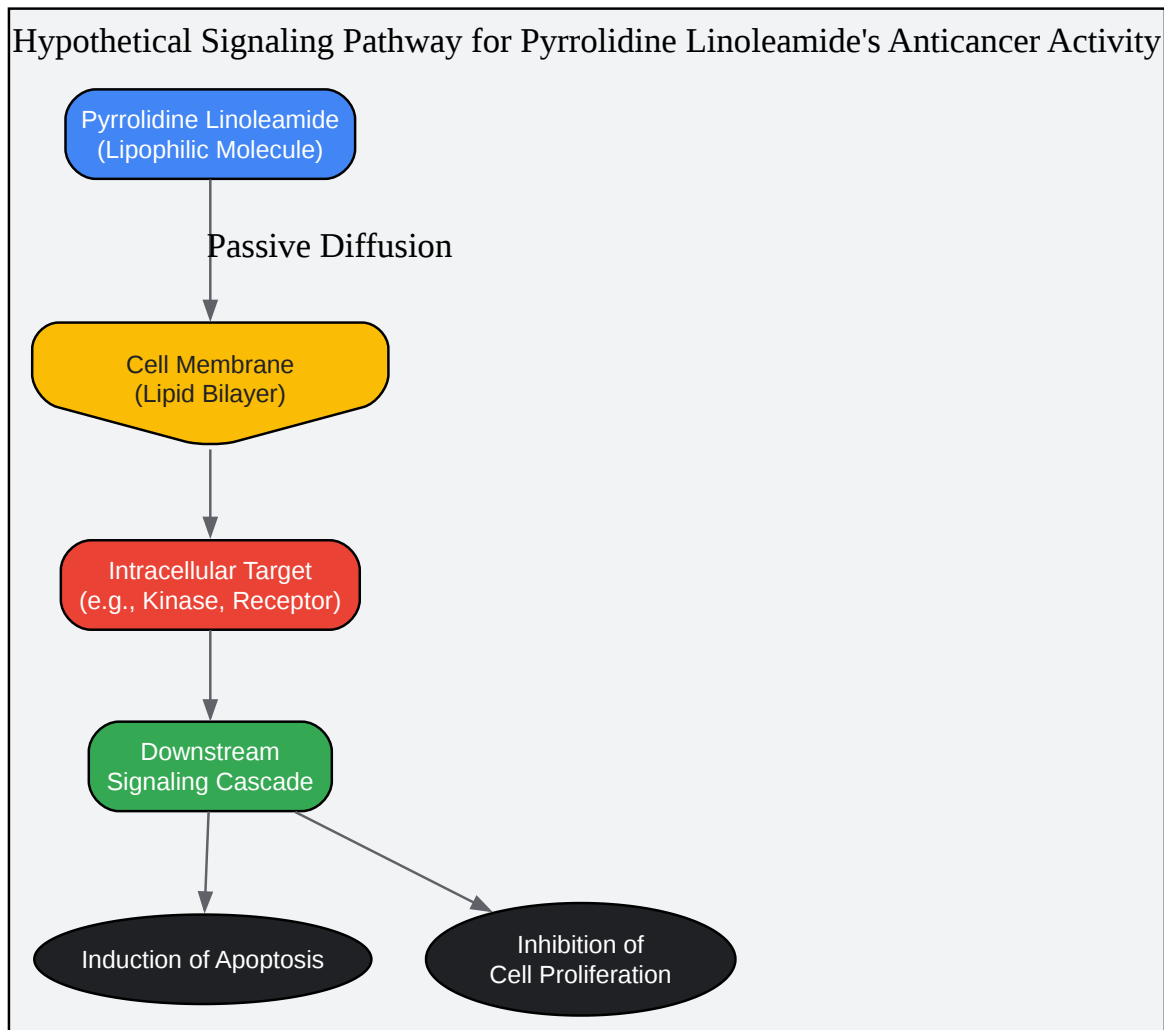 Hypothetical Signaling Pathway for Pyrrolidine Linoleamide's Anticancer Activity
Pyrrolidine Linoleamide
(Lipophilic Molecule)
Passive Diffusion
Cell Membrane
(Lipid Bilayer)
Intracellular Target
(e.g., Kinase, Receptor)
Downstream
Signaling Cascade
Induction of Apoptosis
Inhibition of
Cell Proliferation